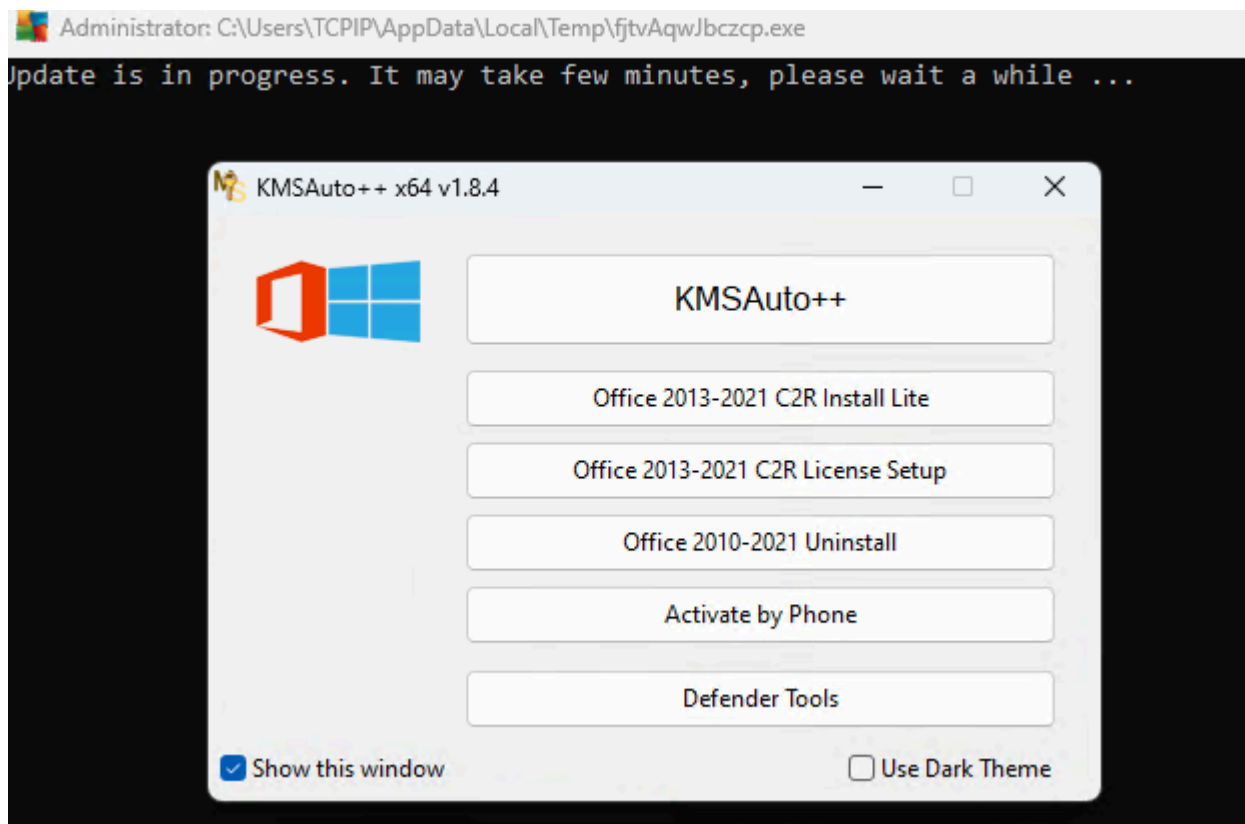 Administrator: C:\Users\TCPIP\AppData\Local\Temp\fjtvAqwJbczcp.exe
Update is in progress. It may take few minutes, please wait a while ...
KMSAuto++ x64 v1.8.4
KMSAuto++
Office 2013-2021 C2R Install Lite
Office 2013-2021 C2R License Setup
Office 2010-2021 Uninstall
Activate by Phone
Defender Tools
Show this window
Use Dark Theme